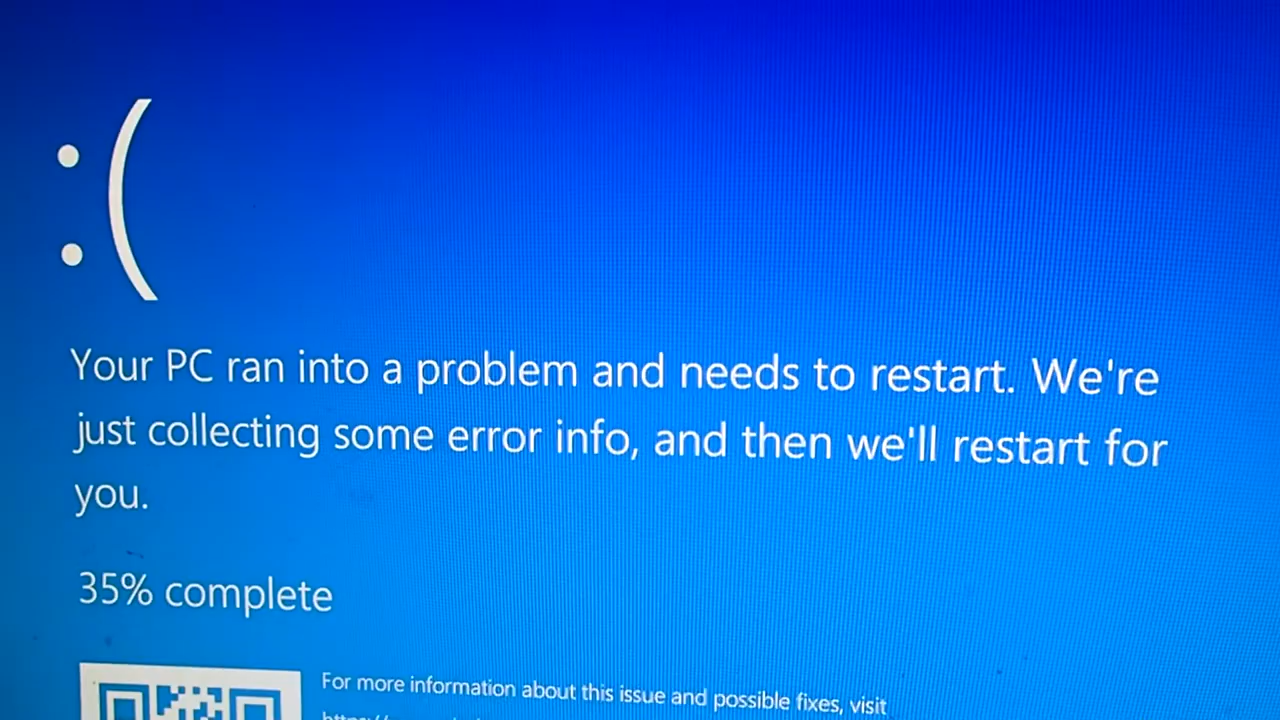 :(
Your PC ran into a problem and needs to restart. We're
just collecting some error info, and then we'll restart for
you.
35% complete
For more information about this issue and possible fixes, visit